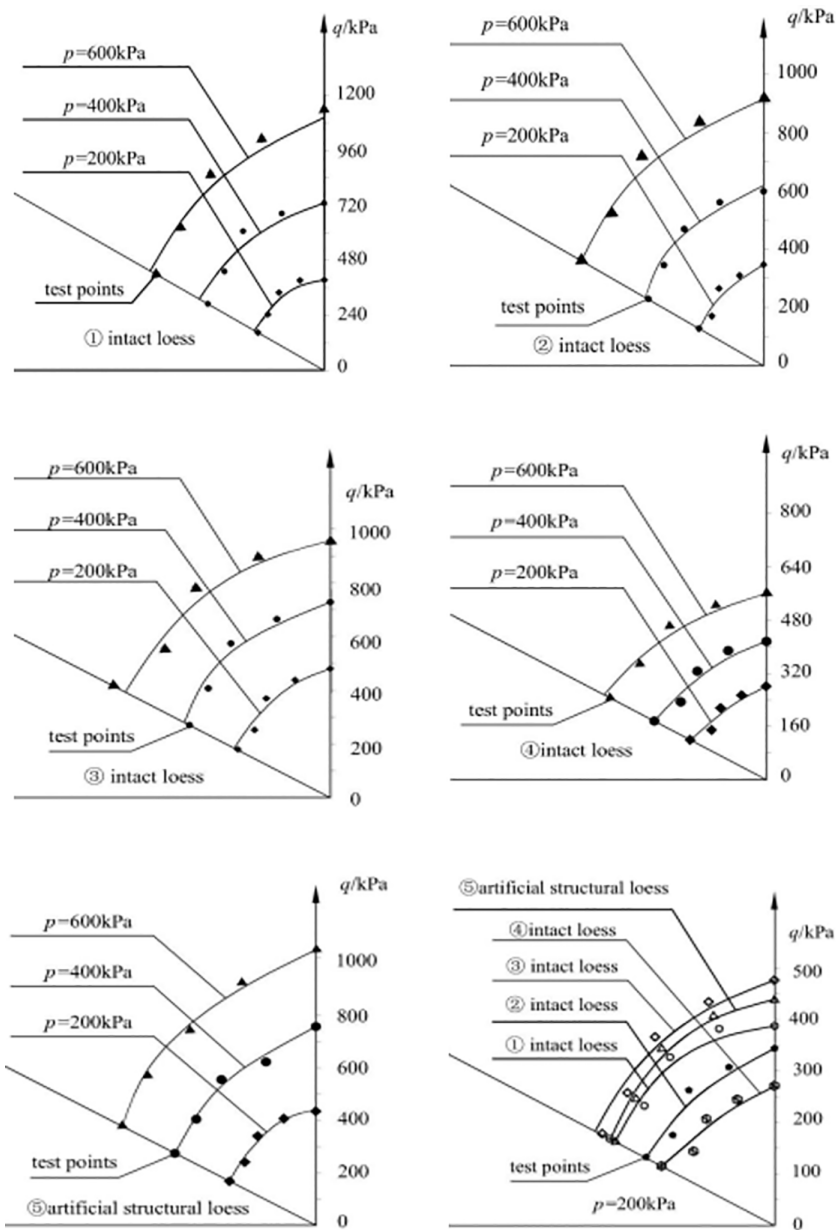 q/kPa
p=600kPa
1200
p=400kPa
960
p=200kPa
720
480
test points
240
① intact loess
0
p=600kPa
q/kPa
1000
p=400kPa
800
p=200kPa
600
400
test points
200
② intact loess
0
p=600kPa
q/kPa
p=400kPa
1000
p=200kPa
800
600
400
test points
200
③ intact loess
0
q/kPa
p=600kPa
800
p=400kPa
640
p=200kPa
480
320
test points
160
④intact loess
0
q/kPa
p=600kPa
1000
p=400kPa
800
p=200kPa
600
400
test points
200
⑤artificial structural loess
0
⑤artificial structural loess
④intact loess
q/kPa
③ intact loess
500
② intact loess
400
① intact loess
300
200
test points
100
p=200kPa
0